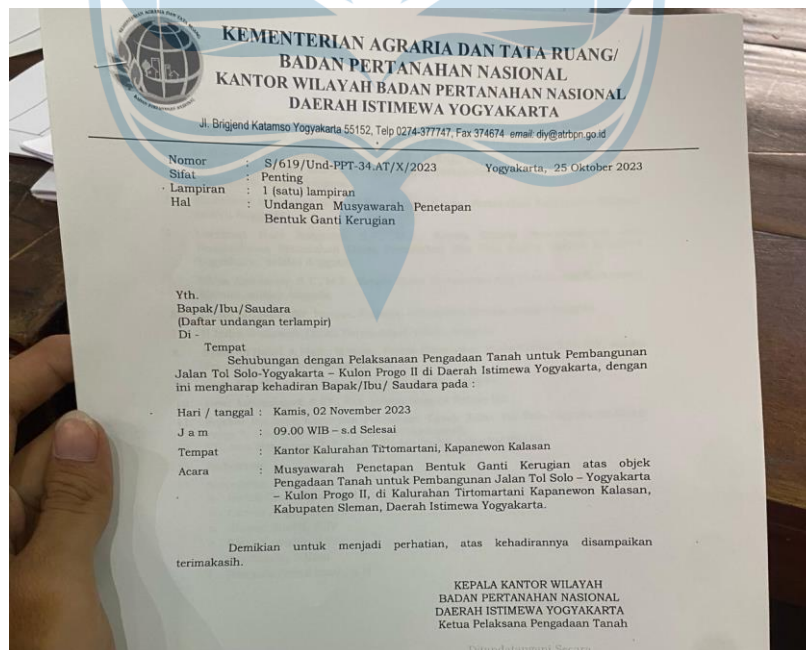 KEMENTERIAN AGRARIA DAN TATA RUANG/
BADAN PERTANAHAN NASIONAL
KANTOR WILAYAH BADAN PERTANAHAN NASIONAL
DAERAH ISTIMEWA YOGYAKARTA
Jl. Brigjend Katamso Yogyakarta 55152, Telp 0274-377747, Fax 374674 email: diy@atrbpn.go.id
Nomor : S/619/Und-PPT-34.AT/X/2023 Yogyakarta, 25 Oktober 2023
Sifat : Penting
Lampiran : 1 (satu) lampiran
Hal : Undangan Musyawarah Penetapan
Bentuk Ganti Kerugian
Yth.
Bapak/Ibu/Saudara
(Daftar undangan terlampir)
Di -
Tempat
Sehubungan dengan Pelaksanaan Pengadaan Tanah untuk Pembangunan
Jalan Tol Solo-Yogyakarta – Kulon Progo II di Daerah Istimewa Yogyakarta, dengan
ini mengharap kehadiran Bapak/Ibu/ Saudara pada :
Hari / tanggal : Kamis, 02 November 2023
J a m : 09.00 WIB – s.d Selesai
Tempat : Kantor Kalurahan Tirtomartani, Kapanewon Kalasan
Acara : Musyawarah Penetapan Bentuk Ganti Kerugian atas objek
Pengadaan Tanah untuk Pembangunan Jalan Tol Solo – Yogyakarta
– Kulon Progo II, di Kalurahan Tirtomartani Kapanewon Kalasan,
Kabupaten Sleman, Daerah Istimewa Yogyakarta.
Demikian untuk menjadi perhatian, atas kehadirannya disampaikan
terimakasih.
KEPALA KANTOR WILAYAH
BADAN PERTANAHAN NASIONAL
DAERAH ISTIMEWA YOGYAKARTA
Ketua Pelaksana Pengadaan Tanah